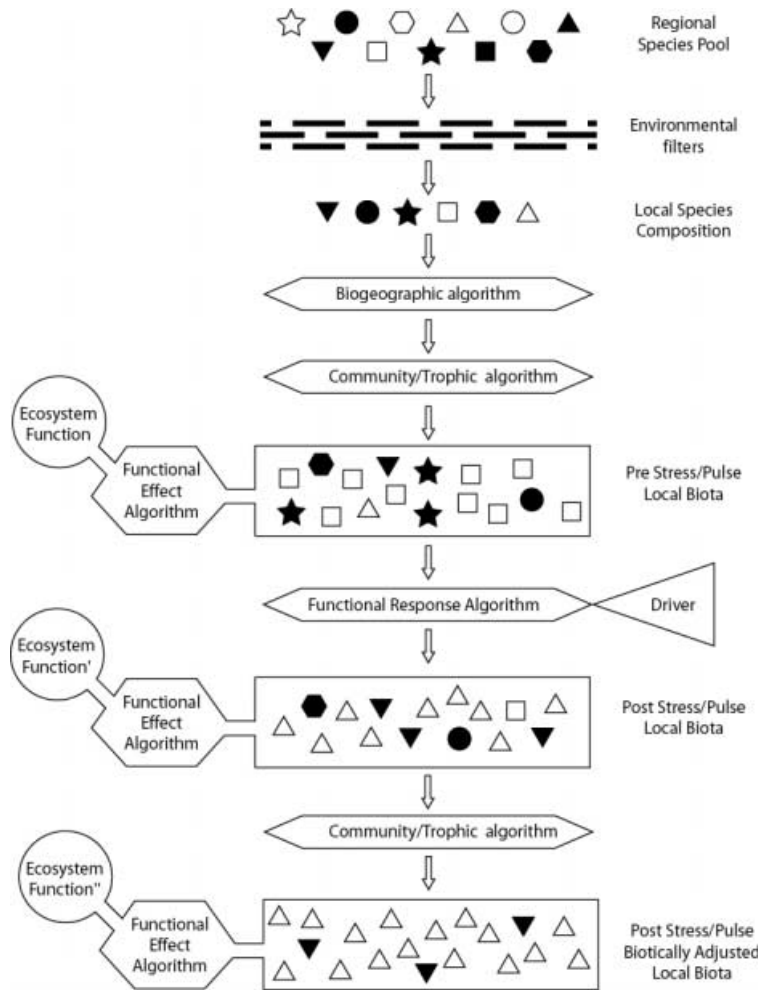 Regional
Species Pool
Environmental
filters
Local Species
Composition
Biogeographic algorithm
Community/Trophic algorithm
Ecosystem
Function
Functional
Effect
Algorithm
Pre Stress/Pulse
Local Biota
Functional Response Algorithm
Driver
Ecosystem
Function'
Functional
Effect
Algorithm
Post Stress/Pulse
Local Biota
Community/Trophic algorithm
Ecosystem
Function"
Functional
Effect
Algorithm
Post Stress/Pulse
Biotically Adjusted
Local Biota